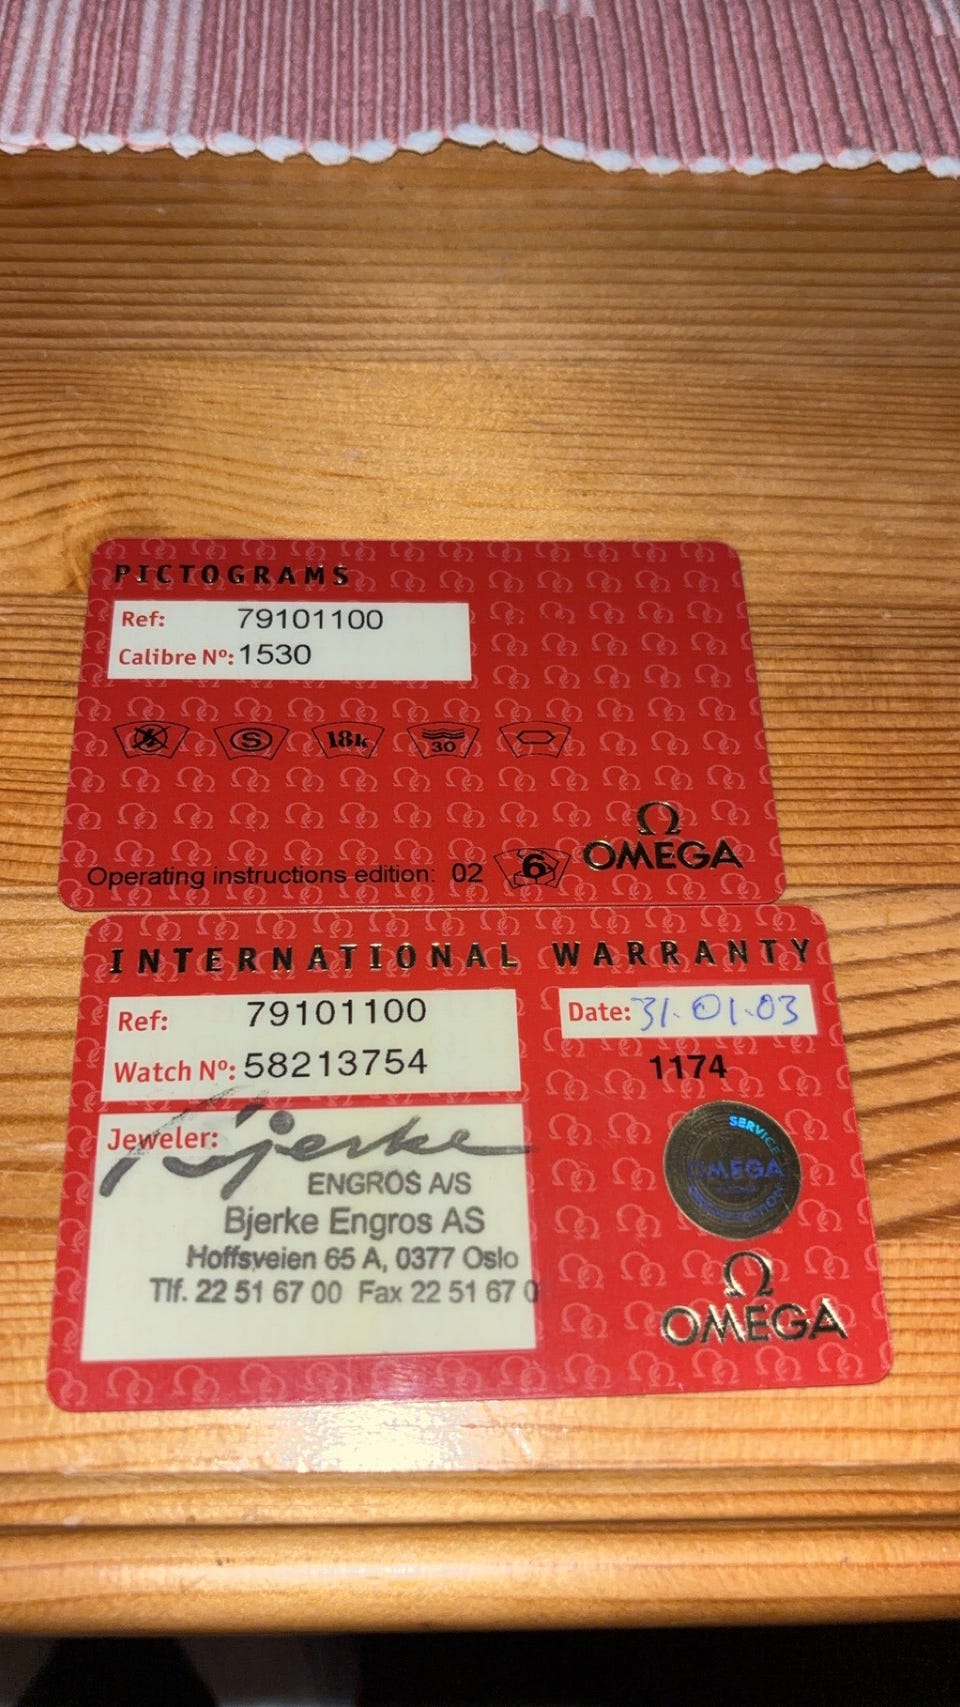 PICTOGRAMS
Ref: 79101100
Calibre Nº: 1530
S 18k 30
Operating instructions edition: 02 6 Ω OMEGA
INTERNATIONAL WARRANTY
Ref: 79101100
Watch Nº: 58213754
Date: 31.01.03
1174
Jeweler: Bjerke
ENGROS A/S
Bjerke Engros AS
Hoffsveien 65 A, 0377 Oslo
Tlf. 22 51 67 00 Fax 22 51 67 0
SERVICE
OMEGA
Ω
OMEGA